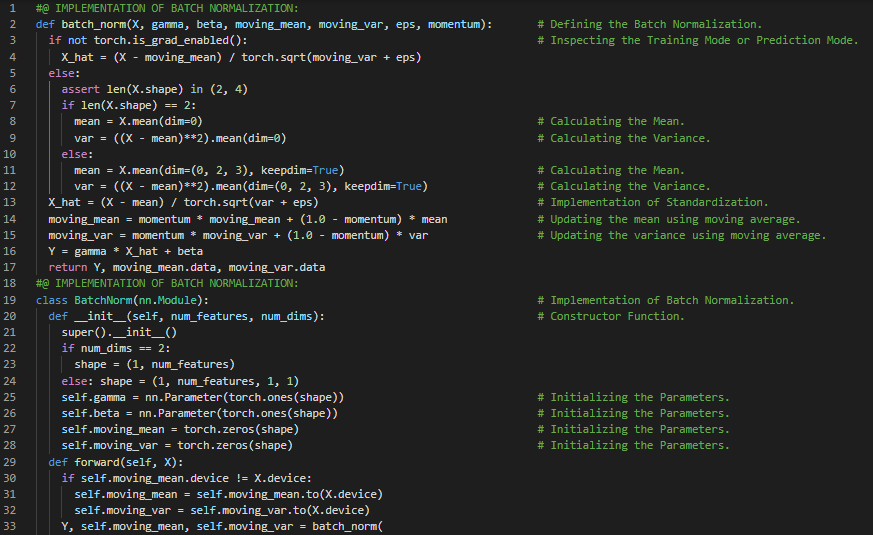 1 #@ IMPLEMENTATION OF BATCH NORMALIZATION:
2 def batch_norm(X, gamma, beta, moving_mean, moving_var, eps, momentum): # Defining the Batch Normalization.
3 if not torch.is_grad_enabled(): # Inspecting the Training Mode or Prediction Mode.
4 X_hat = (X - moving_mean) / torch.sqrt(moving_var + eps)
5 else:
6 assert len(X.shape) in (2, 4)
7 if len(X.shape) == 2:
8 mean = X.mean(dim=0) # Calculating the Mean.
9 var = ((X - mean)**2).mean(dim=0) # Calculating the Variance.
10 else:
11 mean = X.mean(dim=(0, 2, 3), keepdim=True) # Calculating the Mean.
12 var = ((X - mean)**2).mean(dim=(0, 2, 3), keepdim=True) # Calculating the Variance.
13 X_hat = (X - mean) / torch.sqrt(var + eps) # Implementation of Standardization.
14 moving_mean = momentum * moving_mean + (1.0 - momentum) * mean # Updating the mean using moving average.
15 moving_var = momentum * moving_var + (1.0 - momentum) * var # Updating the variance using moving average.
16 Y = gamma * X_hat + beta
17 return Y, moving_mean.data, moving_var.data
18 #@ IMPLEMENTATION OF BATCH NORMALIZATION:
19 class BatchNorm(nn.Module): # Implementation of Batch Normalization.
20 def __init__(self, num_features, num_dims): # Constructor Function.
21 super().__init__()
22 if num_dims == 2:
23 shape = (1, num_features)
24 else: shape = (1, num_features, 1, 1)
25 self.gamma = nn.Parameter(torch.ones(shape)) # Initializing the Parameters.
26 self.beta = nn.Parameter(torch.ones(shape)) # Initializing the Parameters.
27 self.moving_mean = torch.zeros(shape) # Initializing the Parameters.
28 self.moving_var = torch.zeros(shape) # Initializing the Parameters.
29 def forward(self, X):
30 if self.moving_mean.device != X.device:
31 self.moving_mean = self.moving_mean.to(X.device)
32 self.moving_var = self.moving_var.to(X.device)
33 Y, self.moving_mean, self.moving_var = batch_norm(